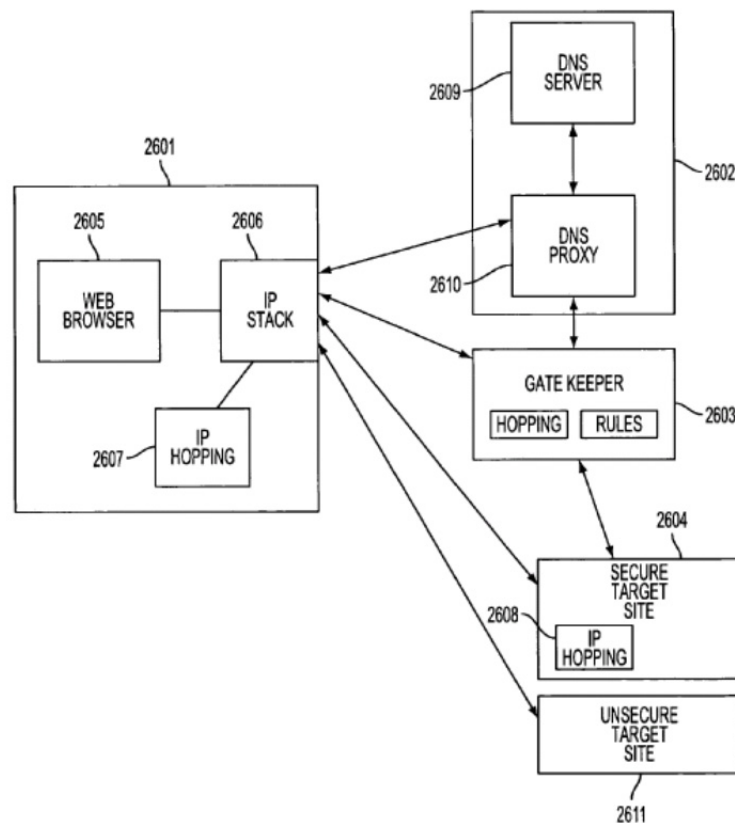 2609
DNS
SERVER
2601
2602
2605
2606
DNS
PROXY
2610
WEB
BROWSER
IP
STACK
GATE KEEPER
HOPPING
RULES
2603
2607
IP
HOPPING
2604
SECURE
TARGET
SITE
2608
IP
HOPPING
UNSECURE
TARGET
SITE
2611